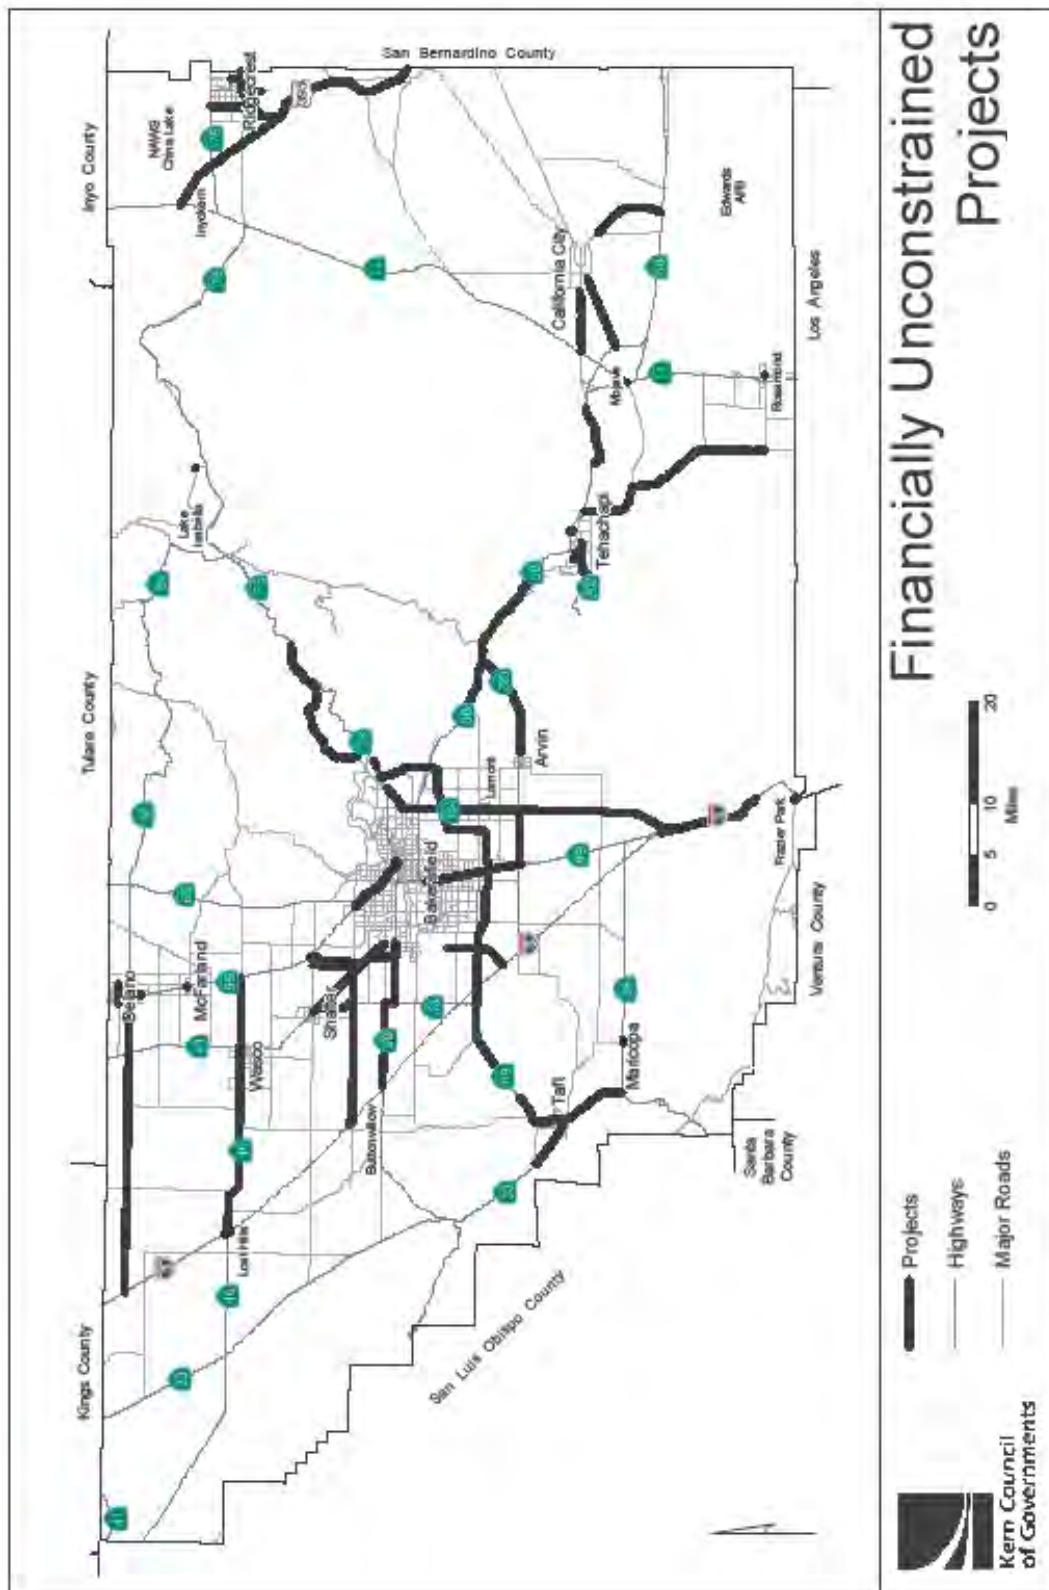 Kings County
Tulare County
Inyo County
San Bernardino County
NAWS
China Lake
Ridgecrest
Inyokern
Lake
Isabella
Delano
McFarland
Wasco
Lost Hills
Shafter
Buttonwillow
Bakersfield
Lamont
Arvin
Tehachapi
California City
Mojave
Edwards
AFB
Rosamond
Taft
Maricopa
Frazier Park
San Luis Obispo County
Santa
Barbara
County
Ventura County
Los Angeles
Kern Council
of Governments
Projects
Highways
Major Roads
0 5 10 20
Miles
Financially Unconstrained
Projects